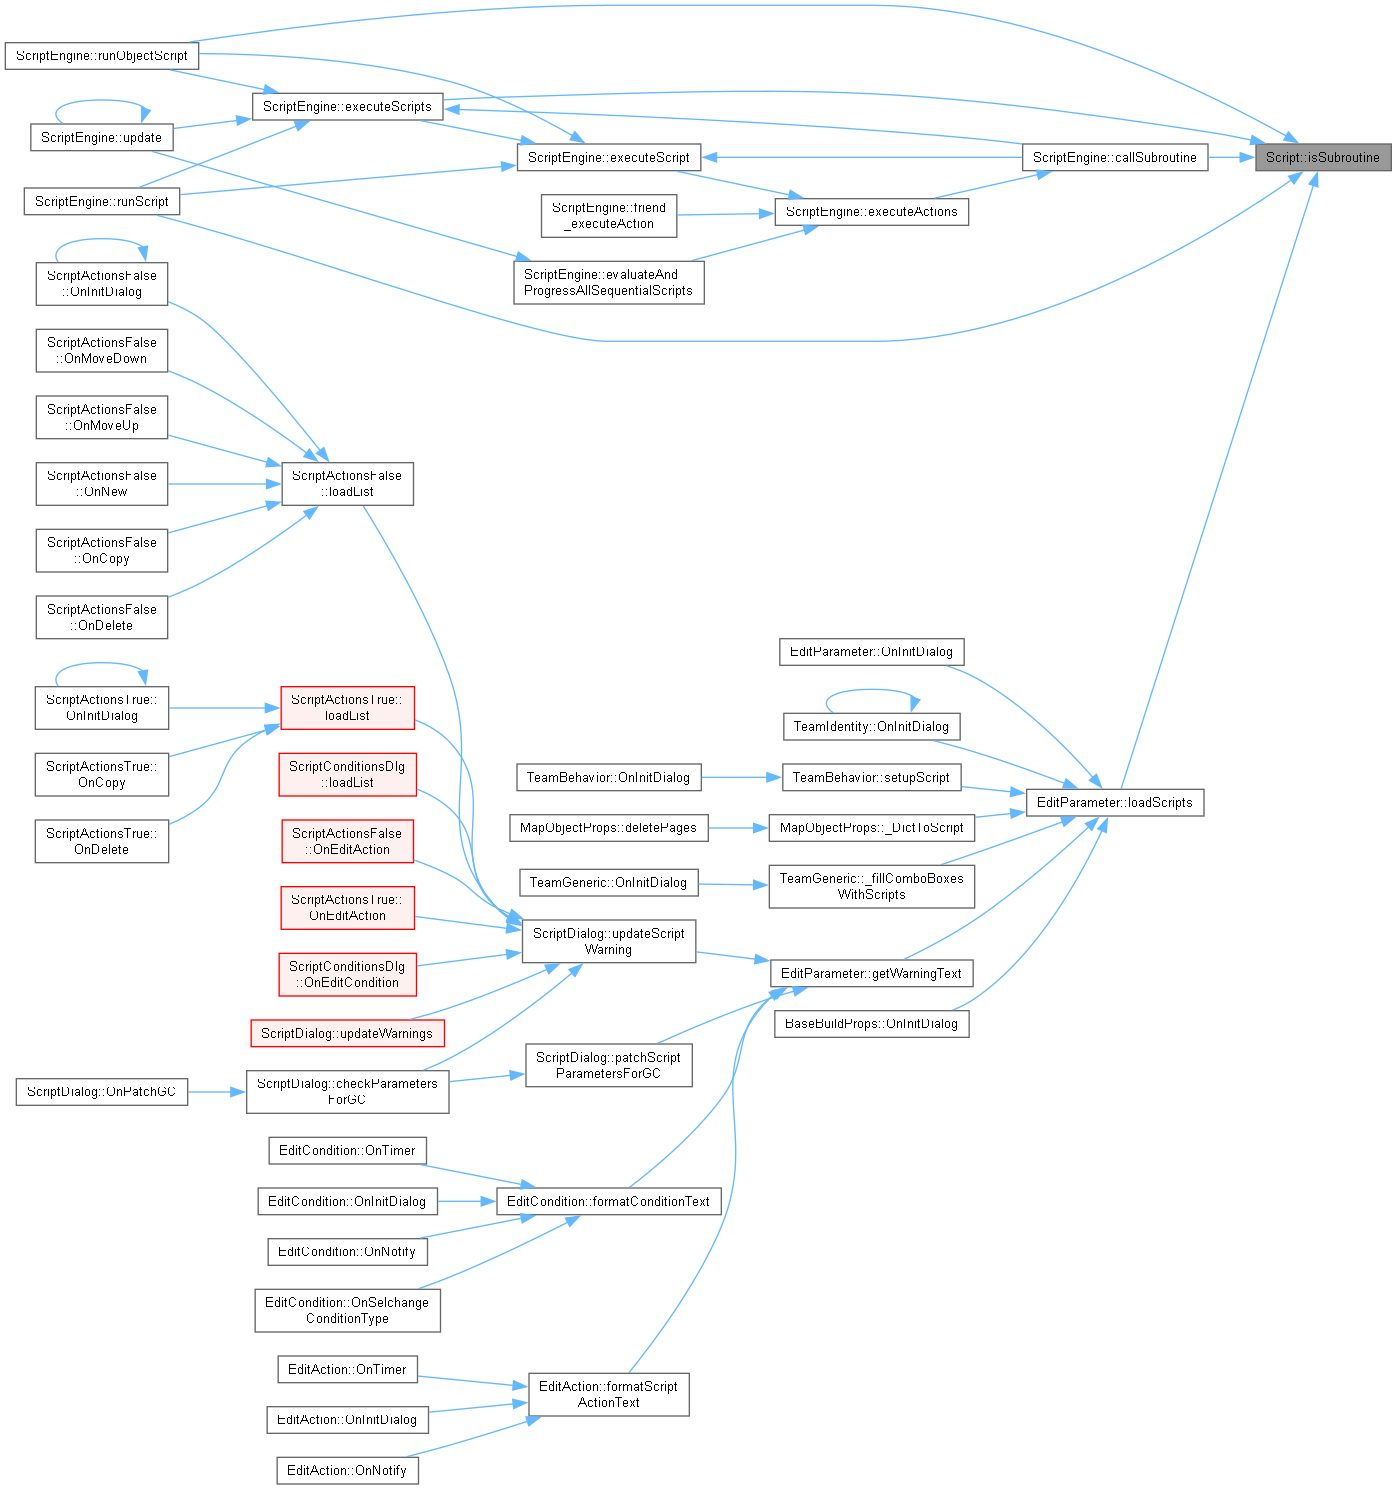 ScriptEngine::runObjectScript
ScriptEngine::executeScripts
ScriptEngine::update
ScriptEngine::executeScript
ScriptEngine::callSubroutine
Script::isSubroutine
ScriptEngine::runScript
ScriptEngine::friend
_executeAction
ScriptEngine::executeActions
ScriptEngine::evaluateAnd
ProgressAllSequentialScripts
ScriptActionsFalse
::OnInitDialog
ScriptActionsFalse
::OnMoveDown
ScriptActionsFalse
::OnMoveUp
ScriptActionsFalse
::OnNew
ScriptActionsFalse
::loadList
ScriptActionsFalse
::OnCopy
ScriptActionsFalse
::OnDelete
EditParameter::OnInitDialog
ScriptActionsTrue::
OnInitDialog
ScriptActionsTrue::
loadList
TeamIdentity::OnInitDialog
ScriptActionsTrue::
OnCopy
ScriptConditionsDlg
::loadList
TeamBehavior::OnInitDialog
TeamBehavior::setupScript
EditParameter::loadScripts
ScriptActionsTrue::
OnDelete
ScriptActionsFalse
::OnEditAction
MapObjectProps::deletePages
MapObjectProps::_DictToScript
TeamGeneric::OnInitDialog
TeamGeneric::_fillComboBoxes
WithScripts
ScriptActionsTrue::
OnEditAction
ScriptDialog::updateScript
Warning
ScriptConditionsDlg
::OnEditCondition
EditParameter::getWarningText
ScriptDialog::updateWarnings
BaseBuildProps::OnInitDialog
ScriptDialog::patchScript
ParametersForGC
ScriptDialog::OnPatchGC
ScriptDialog::checkParameters
ForGC
EditCondition::OnTimer
EditCondition::OnInitDialog
EditCondition::formatConditionText
EditCondition::OnNotify
EditCondition::OnSelchange
ConditionType
EditAction::OnTimer
EditAction::formatScript
ActionText
EditAction::OnInitDialog
EditAction::OnNotify